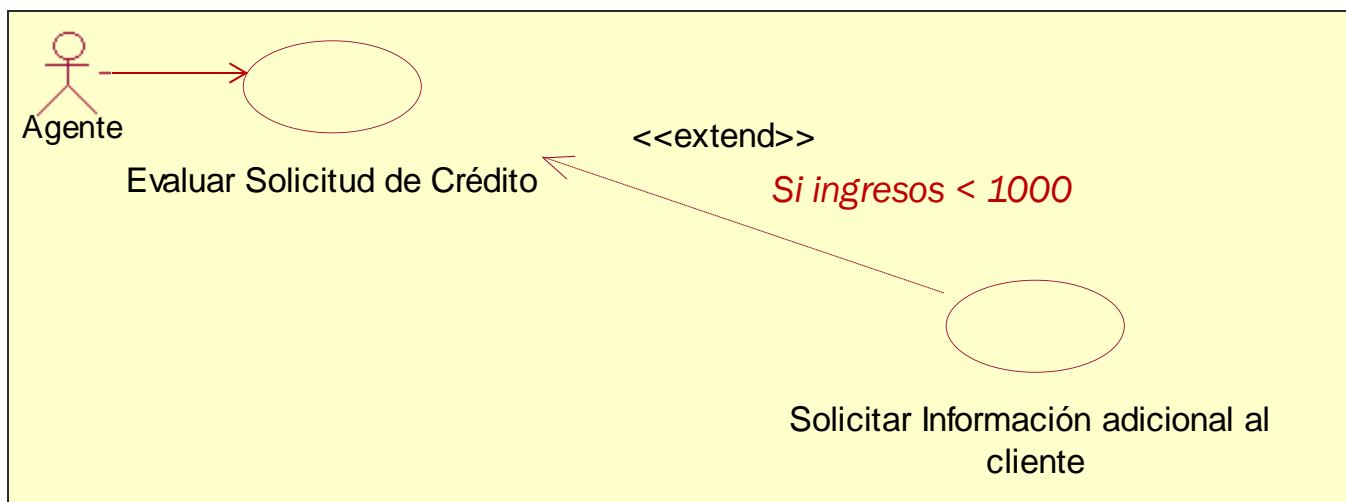 Agente
Evaluar Solicitud de Crédito
<<extend>>
Si ingresos < 1000
Solicitar Información adicional al
cliente